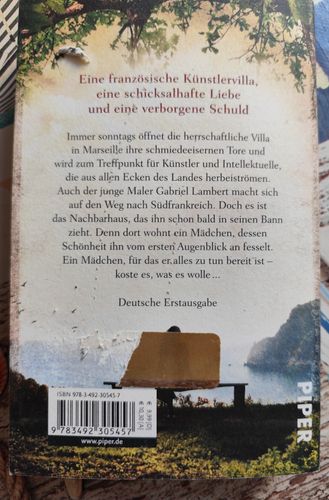 Eine französische Künstlervilla,
eine schicksalhafte Liebe
und eine verborgene Schuld
Immer sonntags öffnet die herrschaftliche Villa
in Marseille ihre schmiedeeisernen Tore und
wird zum Treffpunkt für Künstler und Intellektuelle,
die aus allen Ecken des Landes herbeiströmen.
Auch der junge Maler Gabriel Lambert macht sich
auf den Weg nach Südfrankreich. Doch es ist
das Nachbarhaus, das ihn schon bald in seinen Bann
zieht. Denn dort wohnt ein Mädchen, dessen
Schönheit ihn vom ersten Augenblick an fesselt.
Ein Mädchen, für das er alles zu tun bereit ist –
koste es, was es wolle ...
Deutsche Erstausgabe
ISBN 978-3-492-30545-7
€ 9,99 (D)
€ 10,30 (A)
9 783492 305457
www.piper.de
PIPER